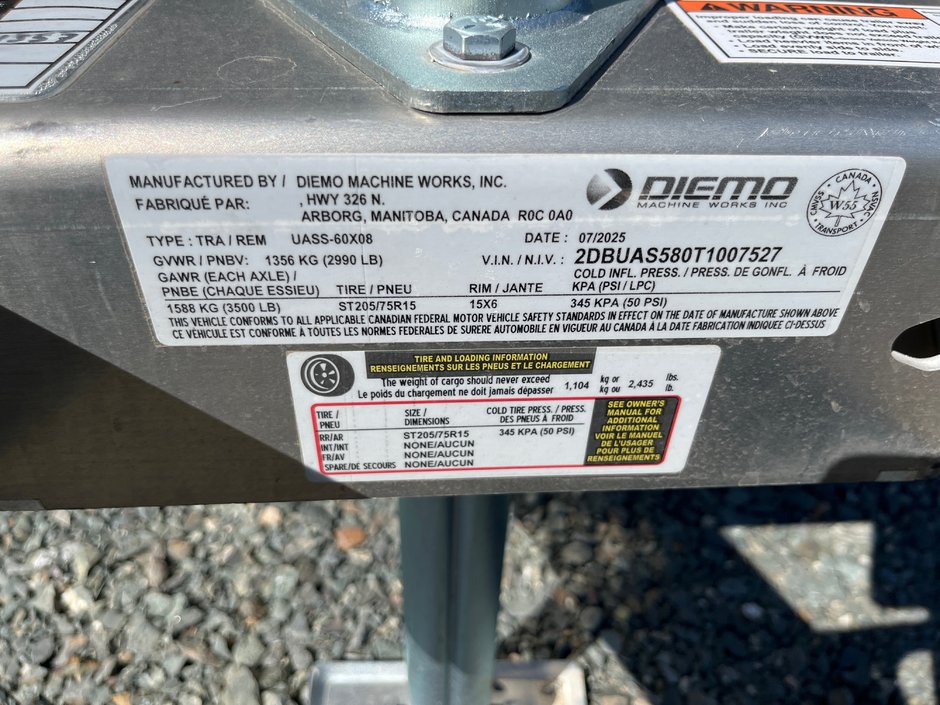 WARNING
Improper loading can cause trailer
MANUFACTURED BY / DIEMO MACHINE WORKS, INC.
FABRIQUÉ PAR: , HWY 326 N.
ARBORG, MANITOBA, CANADA R0C 0A0
DIEMO
MACHINE WORKS INC
CANADA
NSVAC
W55
CNVSS
TRANSPORT
TYPE : TRA / REM UASS-60X08 DATE : 07/2025
GVWR / PNBV: 1356 KG (2990 LB) V.I.N. / N.I.V. : 2DBUAS580T1007527
GAWR (EACH AXLE) / COLD INFL. PRESS. / PRESS. DE GONFL. À FROID
PNBE (CHAQUE ESSIEU) TIRE / PNEU RIM / JANTE KPA (PSI / LPC)
1588 KG (3500 LB) ST205/75R15 15X6 345 KPA (50 PSI)
THIS VEHICLE CONFORMS TO ALL APPLICABLE CANADIAN FEDERAL MOTOR VEHICLE SAFETY STANDARDS IN EFFECT ON THE DATE OF MANUFACTURE SHOWN ABOVE
CE VÉHICULE EST CONFORME À TOUTES LES NORMES FEDERALES DE SURERE AUTOMOBILE EN VIGUEUR AU CANADA À LA DATE FABRICATION INDIQUEE CI-DESSUS
TIRE AND LOADING INFORMATION
RENSEIGNEMENTS SUR LES PNEUS ET LE CHARGEMENT
The weight of cargo should never exceed 1,104 kg or 2,435 lbs.
Le poids du chargement ne doit jamais dépasser kg ou lb.
TIRE / SIZE / COLD TIRE PRESS. / PRESS.
PNEU DIMENSIONS DES PNEUS À FROID
RR/AR ST205/75R15 345 KPA (50 PSI)
INT/INT NONE/AUCUN
FR/AV NONE/AUCUN
SPARE/DE SECOURS NONE/AUCUN
SEE OWNER'S
MANUAL FOR
ADDITIONAL
INFORMATION
VOIR LE MANUEL
DE L'USAGER
POUR PLUS DE
RENSEIGNEMENTS